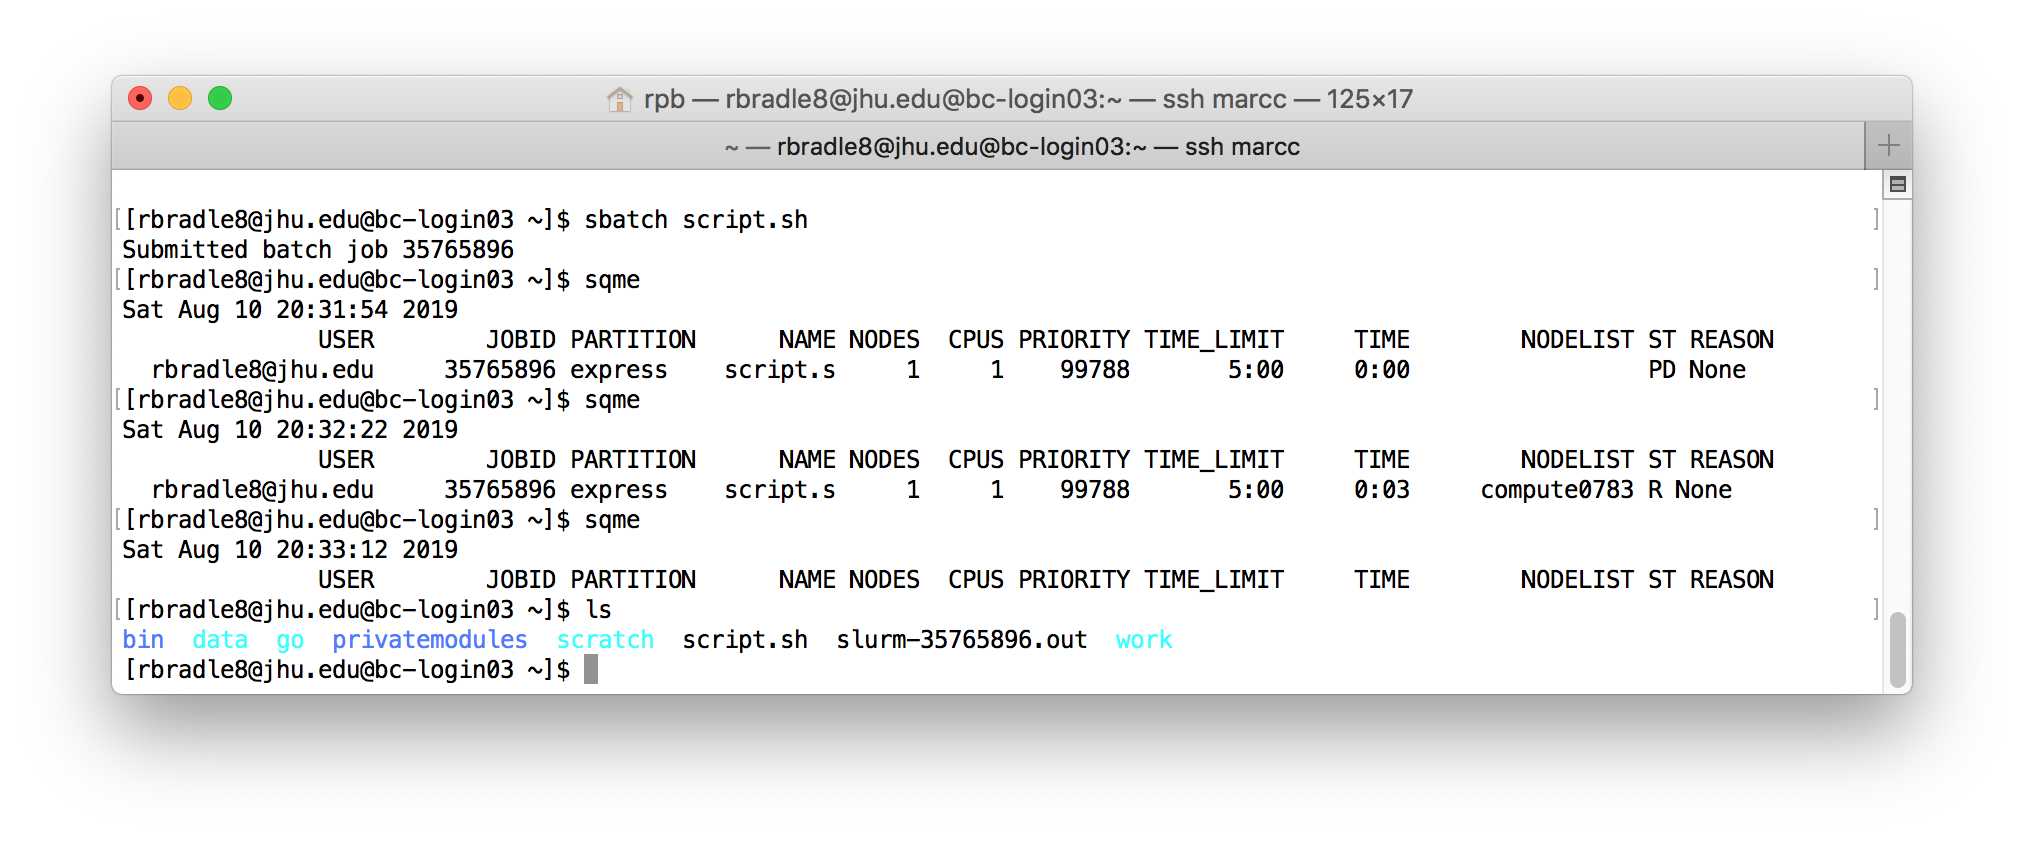 rpb — rbradle8@jhu.edu@bc-login03:~ — ssh marcc — 125×17
~ — rbradle8@jhu.edu@bc-login03:~ — ssh marcc
[[rbradle8@jhu.edu@bc-login03 ~]$ sbatch script.sh ]
Submitted batch job 35765896
[[rbradle8@jhu.edu@bc-login03 ~]$ sqme ]
Sat Aug 10 20:31:54 2019
USER JOBID PARTITION NAME NODES CPUS PRIORITY TIME_LIMIT TIME NODELIST ST REASON
rbradle8@jhu.edu 35765896 express script.s 1 1 99788 5:00 0:00 PD None
[[rbradle8@jhu.edu@bc-login03 ~]$ sqme ]
Sat Aug 10 20:32:22 2019
USER JOBID PARTITION NAME NODES CPUS PRIORITY TIME_LIMIT TIME NODELIST ST REASON
rbradle8@jhu.edu 35765896 express script.s 1 1 99788 5:00 0:03 compute0783 R None
[[rbradle8@jhu.edu@bc-login03 ~]$ sqme ]
Sat Aug 10 20:33:12 2019
USER JOBID PARTITION NAME NODES CPUS PRIORITY TIME_LIMIT TIME NODELIST ST REASON
[[rbradle8@jhu.edu@bc-login03 ~]$ ls ]
bin data go privatemodules scratch script.sh slurm-35765896.out work
[rbradle8@jhu.edu@bc-login03 ~]$